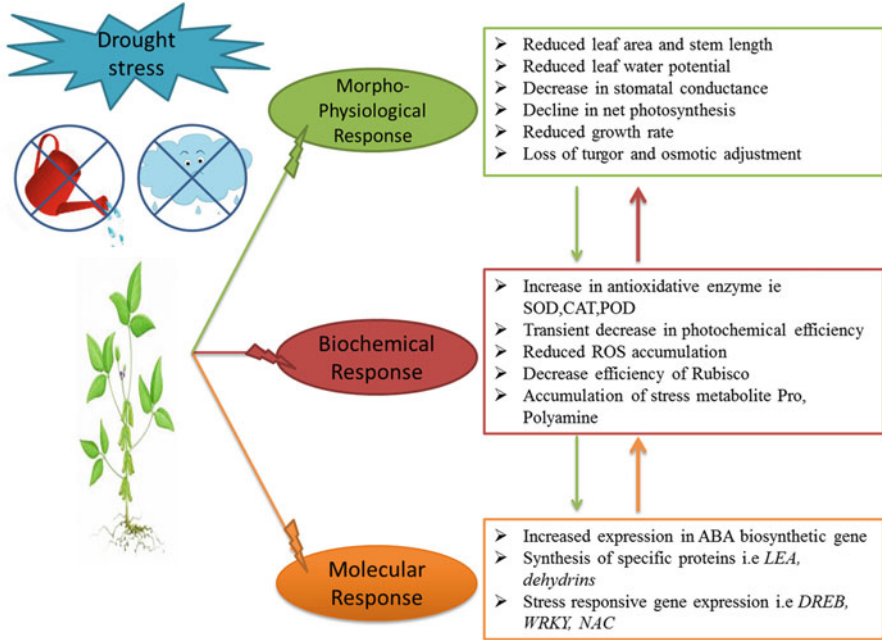 Drought
stress
Morpho-
Physiological
Response
➢ Reduced leaf area and stem length
➢ Reduced leaf water potential
➢ Decrease in stomatal conductance
➢ Decline in net photosynthesis
➢ Reduced growth rate
➢ Loss of turgor and osmotic adjustment
Biochemical
Response
➢ Increase in antioxidative enzyme ie
SOD,CAT,POD
➢ Transient decrease in photochemical efficiency
➢ Reduced ROS accumulation
➢ Decrease efficiency of Rubisco
➢ Accumulation of stress metabolite Pro,
Polyamine
Molecular
Response
➢ Increased expression in ABA biosynthetic gene
➢ Synthesis of specific proteins i.e LEA,
dehydrins
➢ Stress responsive gene expression i.e DREB,
WRKY, NAC